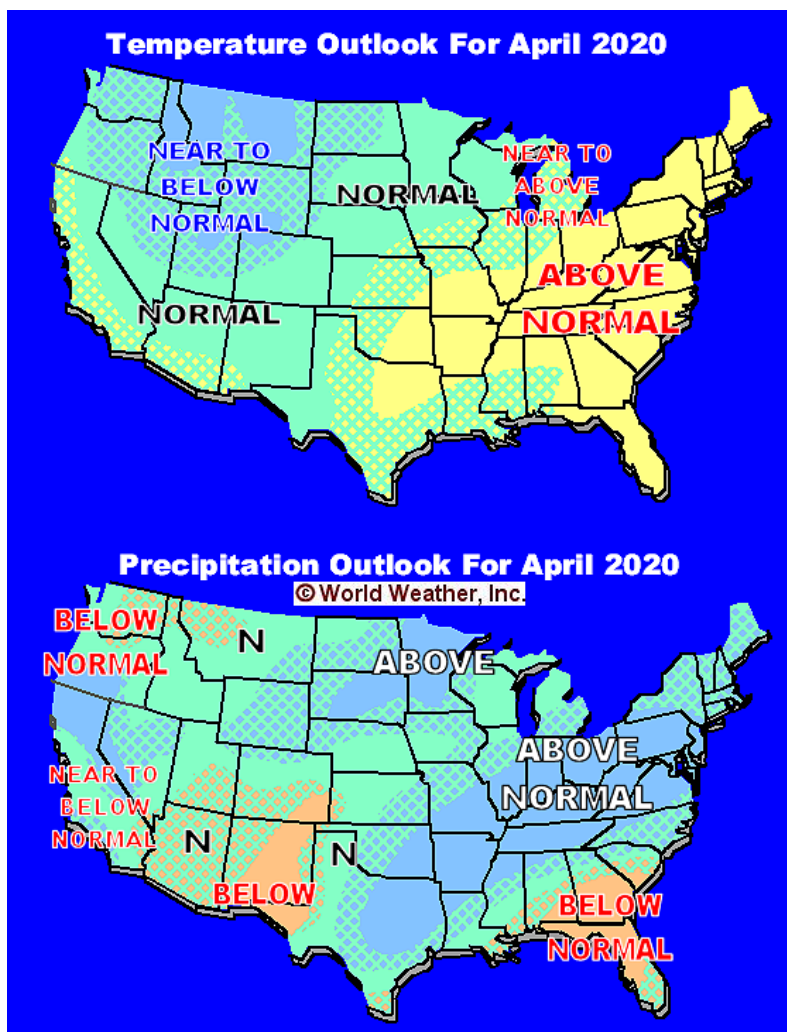 Temperature Outlook For April 2020
NEAR TO
BELOW
NORMAL
NORMAL
NEAR TO
ABOVE
NORMAL
ABOVE
NORMAL
NORMAL
Precipitation Outlook For April 2020
© World Weather, Inc.
BELOW
NORMAL
N
ABOVE
ABOVE
NORMAL
NEAR TO
BELOW
NORMAL
N
N
BELOW
BELOW
NORMAL